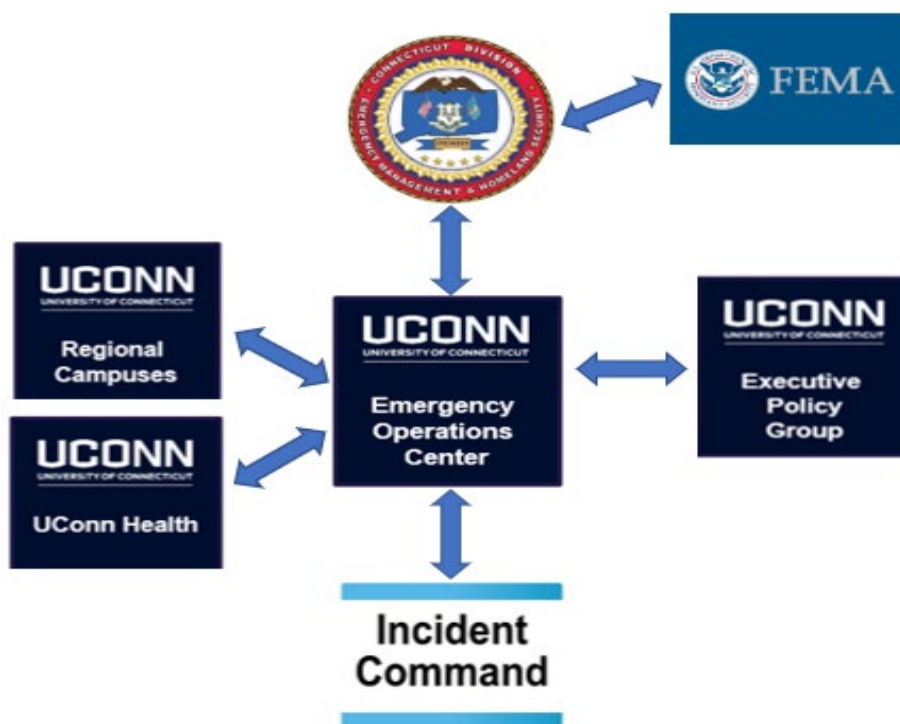 CONNECTICUT DIVISION
EMERGENCY MANAGEMENT & HOMELAND SECURITY
FEMA
UCONN
UNIVERSITY OF CONNECTICUT
Regional
Campuses
UCONN
UNIVERSITY OF CONNECTICUT
UConn Health
UCONN
UNIVERSITY OF CONNECTICUT
Emergency
Operations
Center
UCONN
UNIVERSITY OF CONNECTICUT
Executive
Policy
Group
Incident
Command